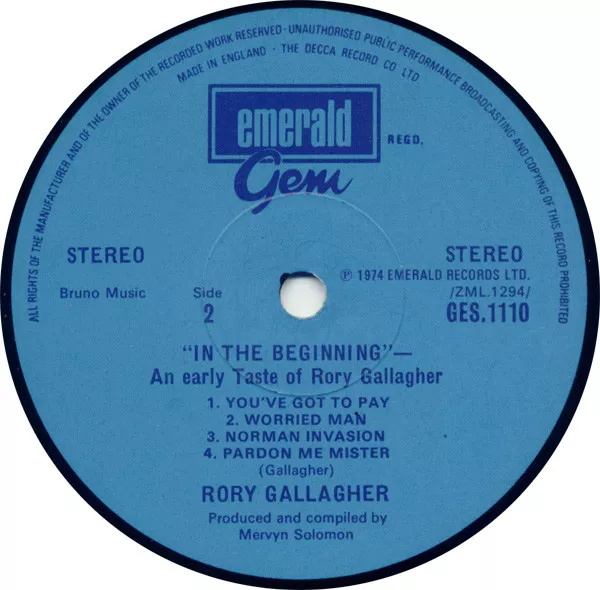 ALL RIGHTS OF THE MANUFACTURER AND OF THE OWNER OF THE RECORDED WORK RESERVED · UNAUTHORISED PUBLIC PERFORMANCE BROADCASTING AND COPYING OF THIS RECORD PROHIBITED
MADE IN ENGLAND · THE DECCA RECORD CO LTD
emerald
REGD.
Gem
STEREO
STEREO
℗ 1974 EMERALD RECORDS LTD.
Bruno Music
Side
/ZML.1294/
2
GES.1110
"IN THE BEGINNING"—
An early Taste of Rory Gallagher
1. YOU'VE GOT TO PAY
2. WORRIED MAN
3. NORMAN INVASION
4. PARDON ME MISTER
(Gallagher)
RORY GALLAGHER
Produced and compiled by
Mervyn Solomon